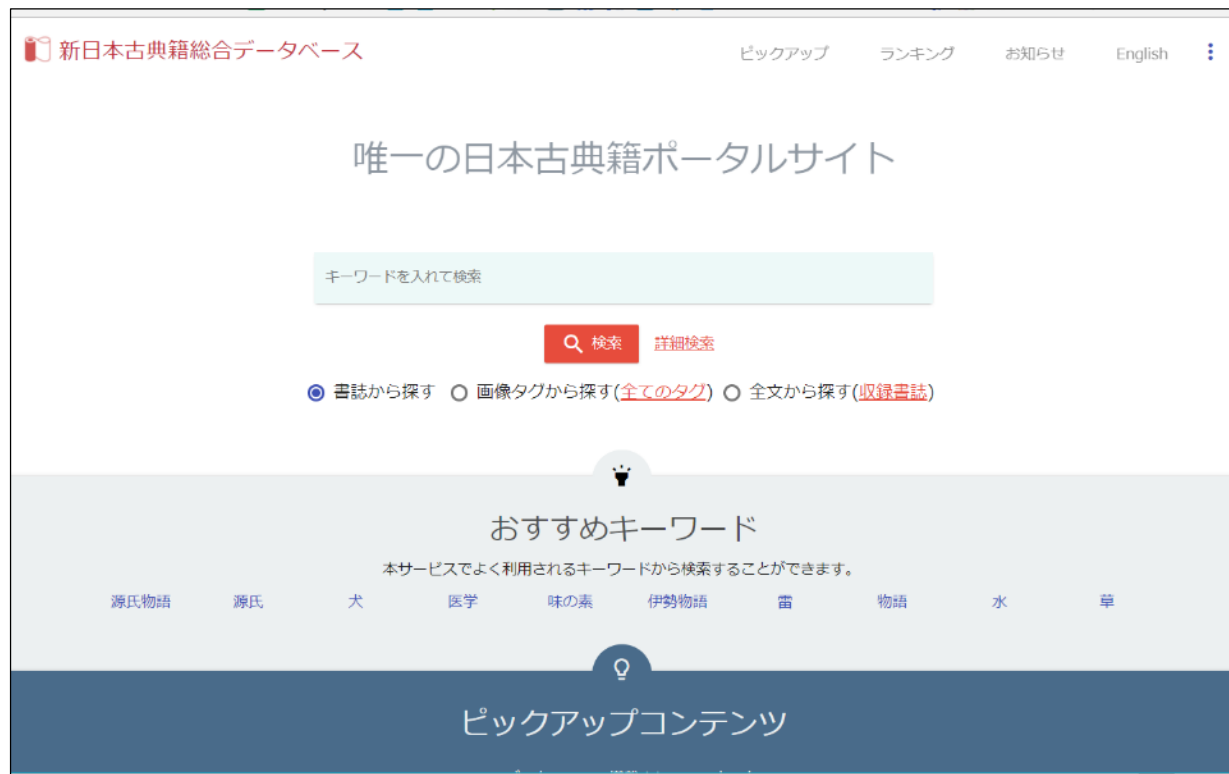 新日本古典籍総合データベース
ピックアップ ランキング お知らせ English
唯一の日本古典籍ポータルサイト
キーワードを入れて検索
検索 詳細検索
書誌から探す 画像タグから探す(全てのタグ) 全文から探す(収録書誌)
おすすめキーワード
本サービスでよく利用されるキーワードから検索することができます。
源氏物語 源氏 犬 医学 味の素 伊勢物語 雷 物語 水 草
ピックアップコンテンツ